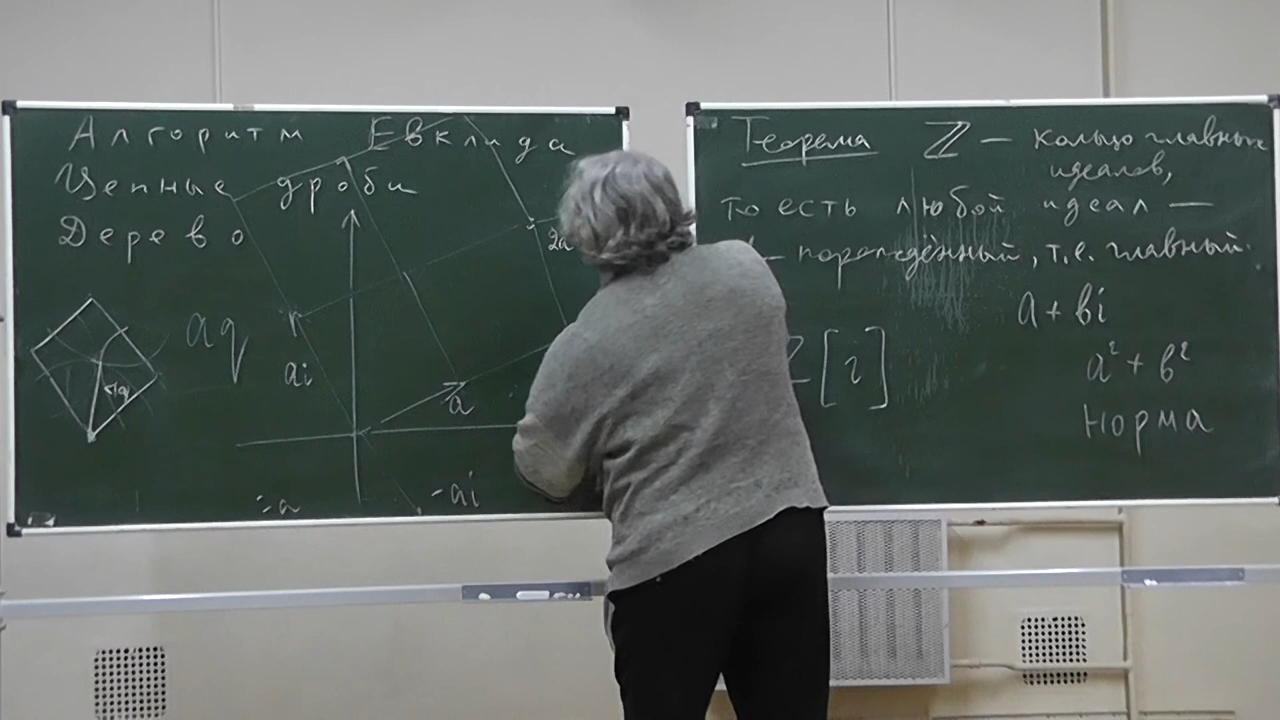 Алгоритм Евклида
Цепные дроби
Дерево
aq
ai
a
2a
-a
-ai
Теорема ℤ — кольцо главных
идеалов,
то есть любой идеал —
порождённый, т.е. главный.
a + bi
[i]
a² + b²
Норма